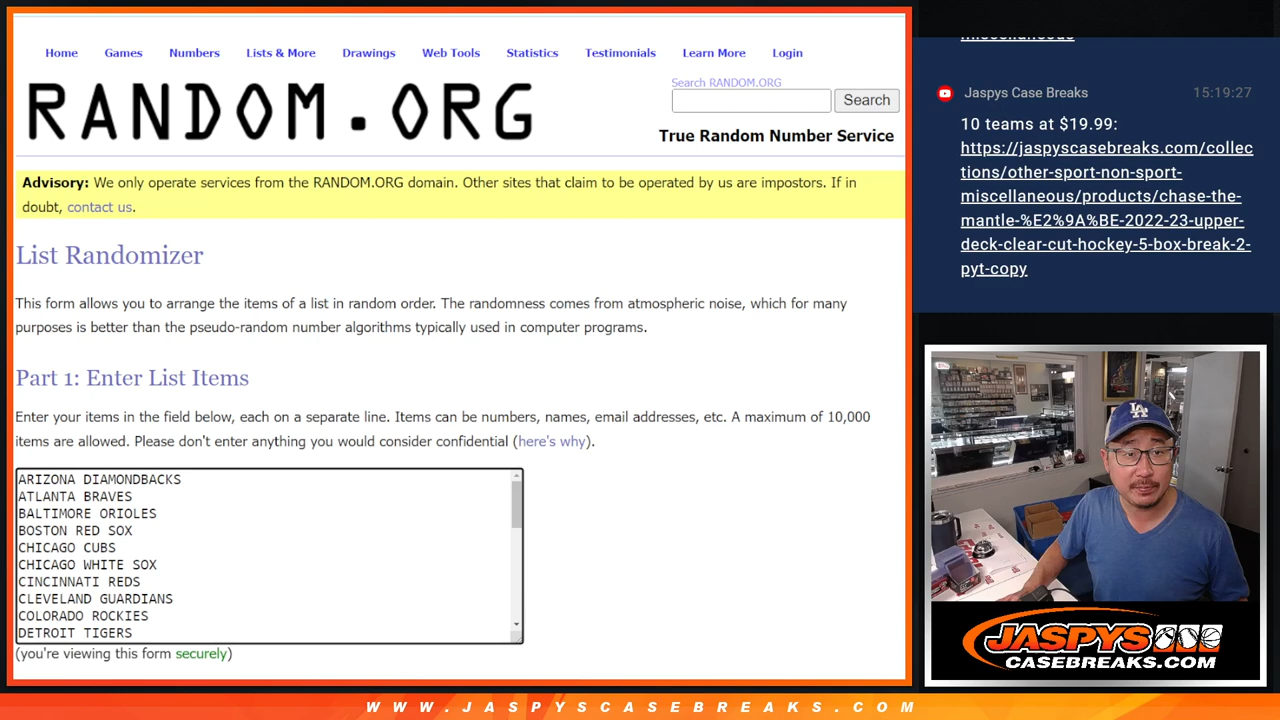 Home Games Numbers Lists & More Drawings Web Tools Statistics Testimonials Learn More Login
RANDOM.ORG
Search RANDOM.ORG
Search
True Random Number Service
Advisory: We only operate services from the RANDOM.ORG domain. Other sites that claim to be operated by us are impostors. If in
doubt, contact us.
List Randomizer
This form allows you to arrange the items of a list in random order. The randomness comes from atmospheric noise, which for many
purposes is better than the pseudo-random number algorithms typically used in computer programs.
Part 1: Enter List Items
Enter your items in the field below, each on a separate line. Items can be numbers, names, email addresses, etc. A maximum of 10,000
items are allowed. Please don't enter anything you would consider confidential (here's why).
ARIZONA DIAMONDBACKS
ATLANTA BRAVES
BALTIMORE ORIOLES
BOSTON RED SOX
CHICAGO CUBS
CHICAGO WHITE SOX
CINCINNATI REDS
CLEVELAND GUARDIANS
COLORADO ROCKIES
DETROIT TIGERS
(you're viewing this form securely)
miscellaneous
Jaspys Case Breaks 15:19:27
10 teams at $19.99:
https://jaspyscasebreaks.com/collec
tions/other-sport-non-sport-
miscellaneous/products/chase-the-
mantle-%E2%9A%BE-2022-23-upper-
deck-clear-cut-hockey-5-box-break-2-
pyt-copy
LA
JASPYS
CASEBREAKS.COM
WWW.JASPYSCASEBREAKS.COM